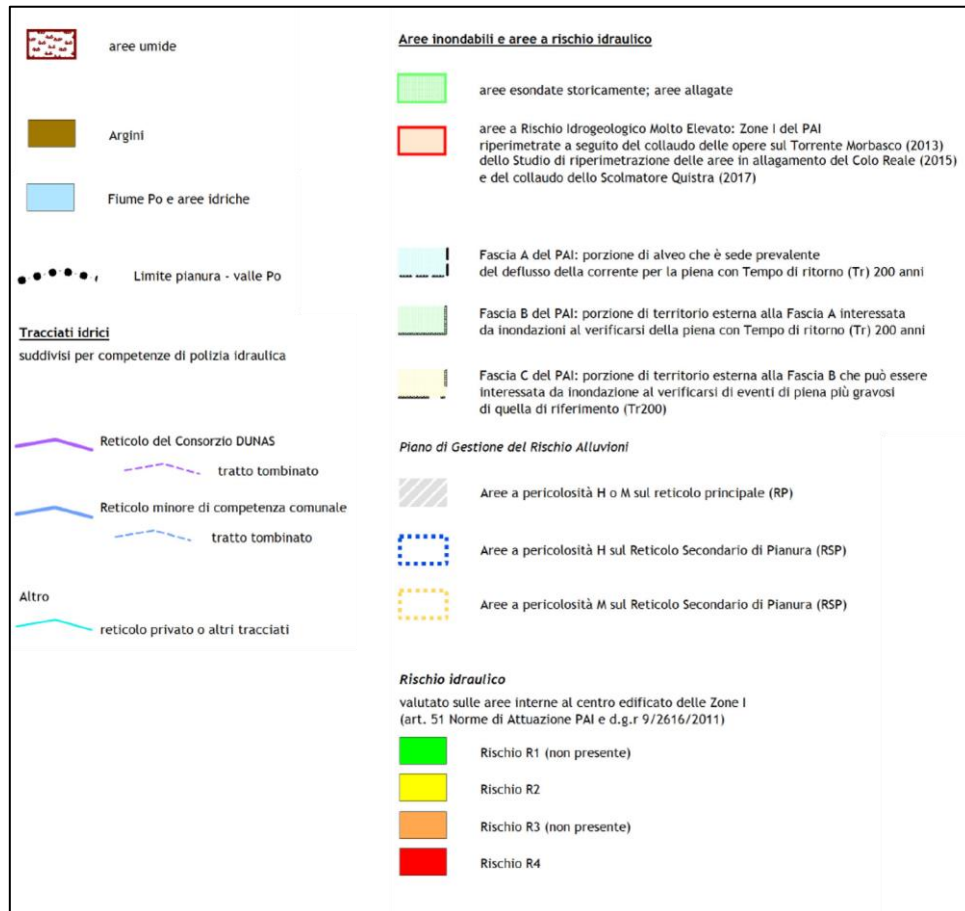 aree umide
Argini
Fiume Po e aree idriche
Limite pianura - valle Po
Tracciati idrici
suddivisi per competenze di polizia idraulica
Reticolo del Consorzio DUNAS
tratto tombinato
Reticolo minore di competenza comunale
tratto tombinato
Altro
reticolo privato o altri tracciati
Aree inondabili e aree a rischio idraulico
aree esondate storicamente; aree allagate
aree a Rischio Idrogeologico Molto Elevato: Zone I del PAI
riperimetrate a seguito del collaudo delle opere sul Torrente Morbasco (2013)
dello Studio di riperimetrazione delle aree in allagamento del Colo Reale (2015)
e del collaudo dello Scolmatore Quistra (2017)
Fascia A del PAI: porzione di alveo che è sede prevalente
del deflusso della corrente per la piena con Tempo di ritorno (Tr) 200 anni
Fascia B del PAI: porzione di territorio esterna alla Fascia A interessata
da inondazioni al verificarsi della piena con Tempo di ritorno (Tr) 200 anni
Fascia C del PAI: porzione di territorio esterna alla Fascia B che può essere
interessata da inondazione al verificarsi di eventi di piena più gravosi
di quella di riferimento (Tr200)
Piano di Gestione del Rischio Alluvioni
Aree a pericolosità H o M sul reticolo principale (RP)
Aree a pericolosità H sul Reticolo Secondario di Pianura (RSP)
Aree a pericolosità M sul Reticolo Secondario di Pianura (RSP)
Rischio idraulico
valutato sulle aree interne al centro edificato delle Zone I
(art. 51 Norme di Attuazione PAI e d.g.r 9/2616/2011)
Rischio R1 (non presente)
Rischio R2
Rischio R3 (non presente)
Rischio R4